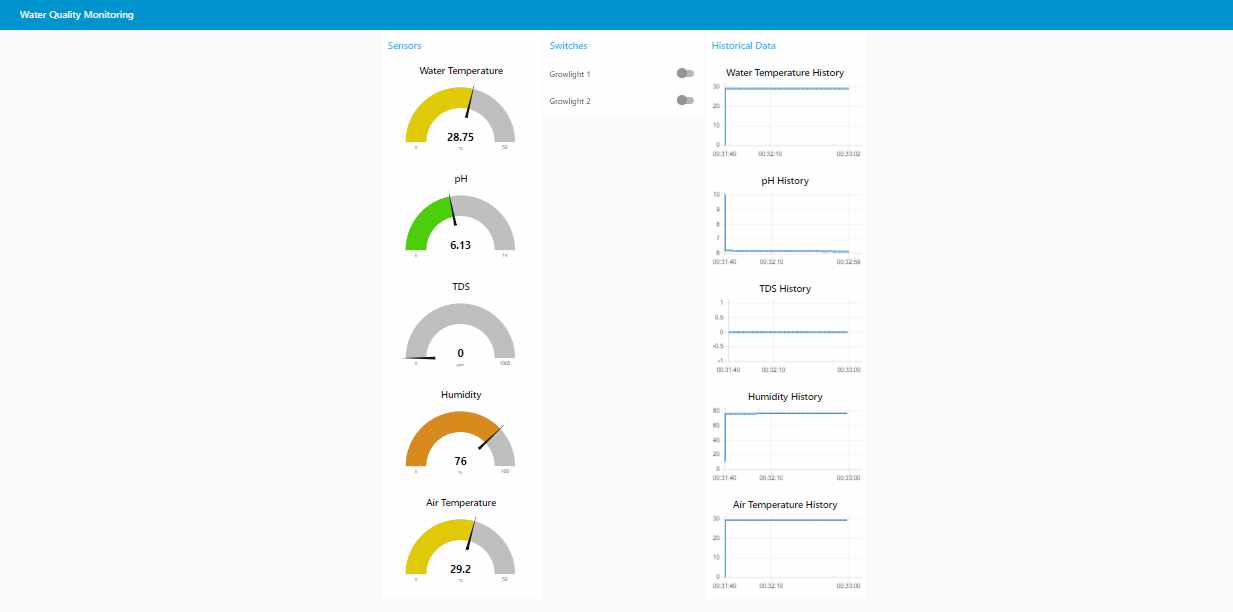 Water Quality Monitoring
Sensors
Water Temperature
28.75
0
°C
50
pH
6.13
0
14
TDS
0
0
ppm
1000
Humidity
76
0
%
100
Air Temperature
29.2
0
°C
50
Switches
Growlight 1
Growlight 2
Historical Data
Water Temperature History
30
20
10
0
00:31:40
00:32:10
00:33:02
pH History
10
9
8
7
6
00:31:40
00:32:10
00:32:58
TDS History
1
0.5
0
-0.5
-1
00:31:40
00:32:10
00:33:00
Humidity History
80
60
40
20
0
00:31:40
00:32:10
00:33:00
Air Temperature History
30
20
10
0
00:31:40
00:32:10
00:33:00